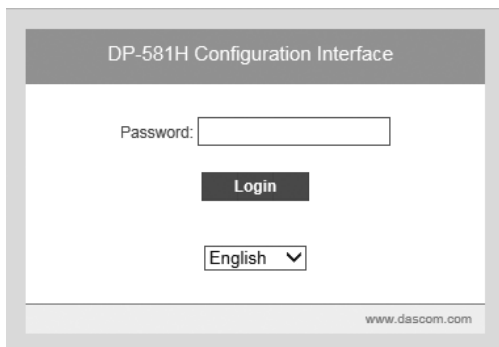 DP-581H Configuration Interface
Password:
Login
English
www.dascom.com